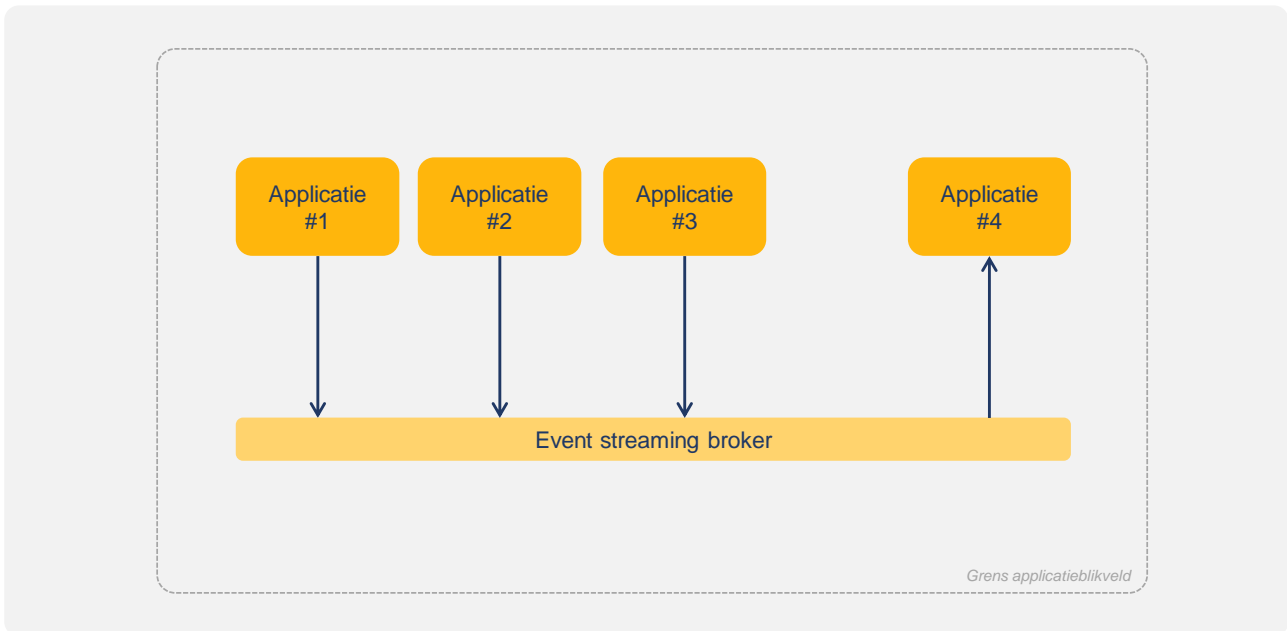 Applicatie
#1
Applicatie
#2
Applicatie
#3
Applicatie
#4
Event streaming broker
Grens applicatieblikveld